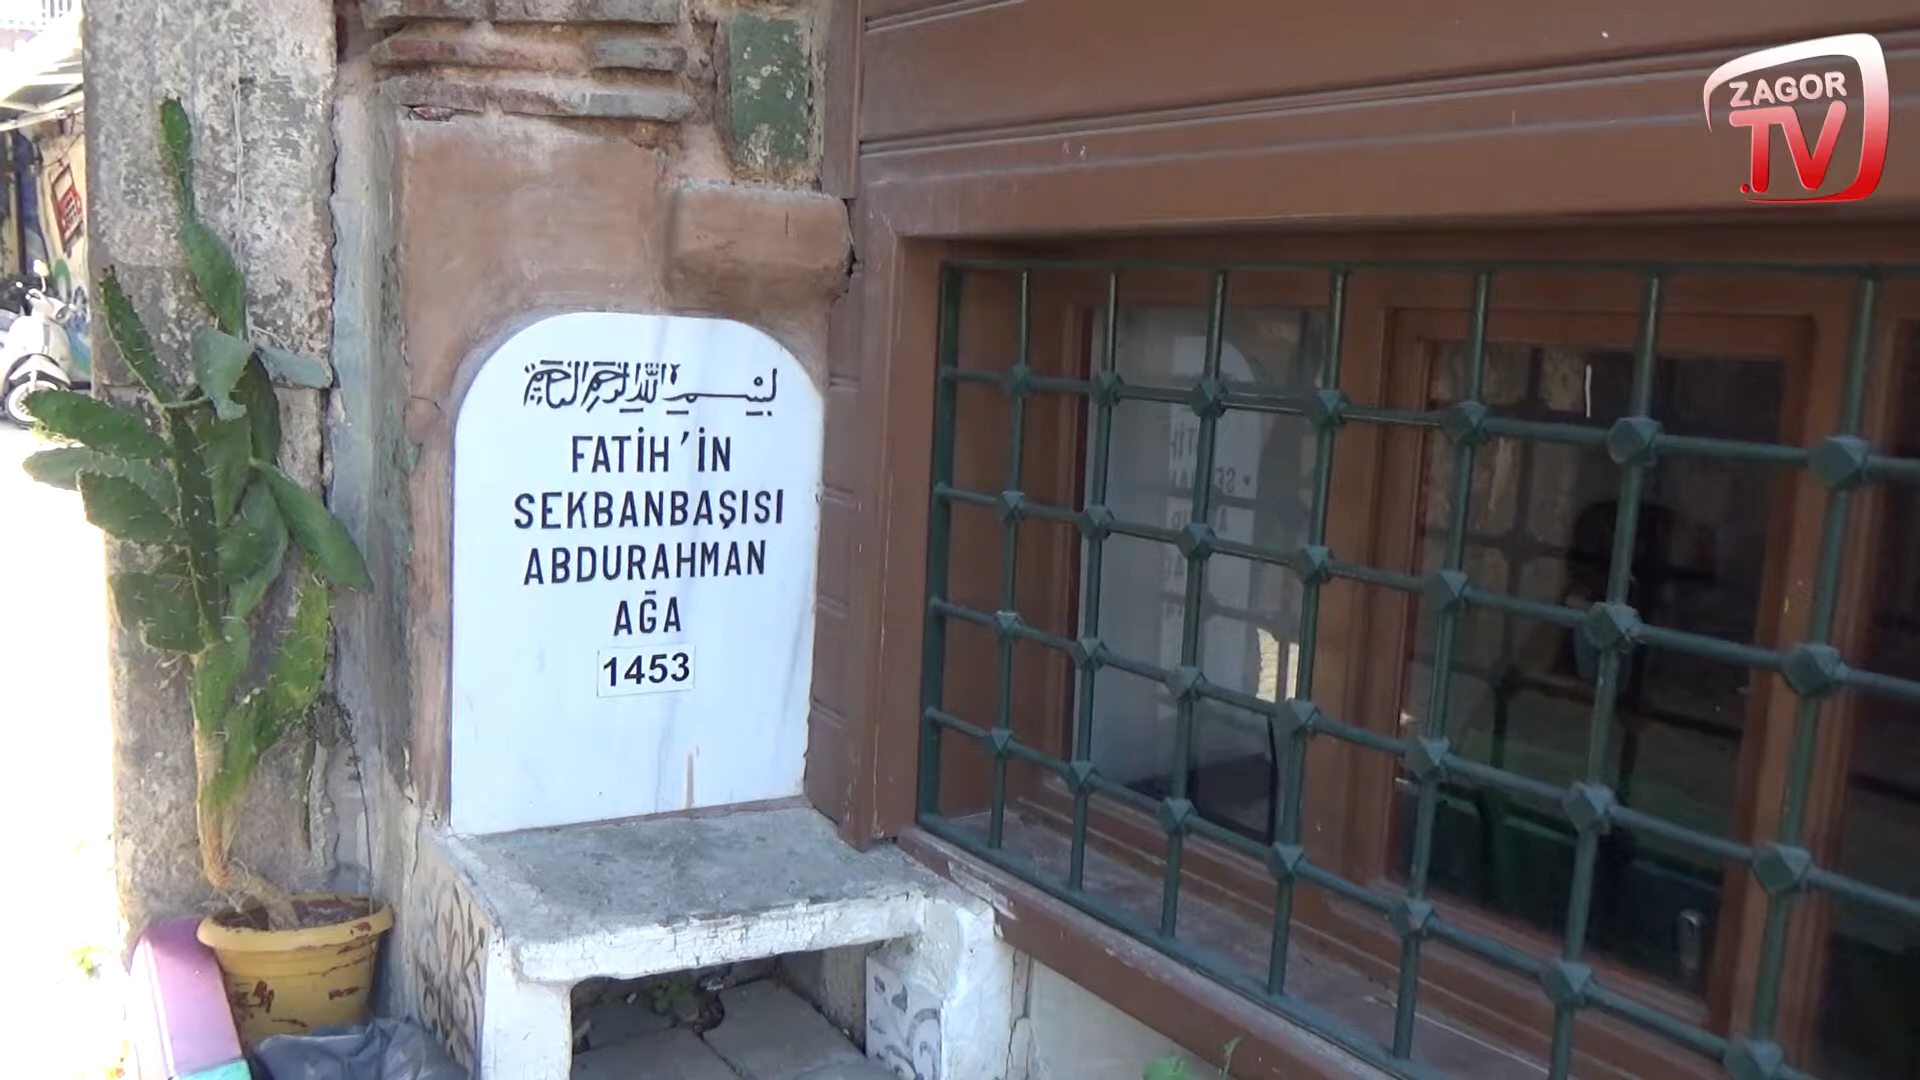 ZAGOR
TV
بسم الله الرحمن الرحيم
FATİH'İN
SEKBANBAŞISI
ABDURAHMAN
AĞA
1453